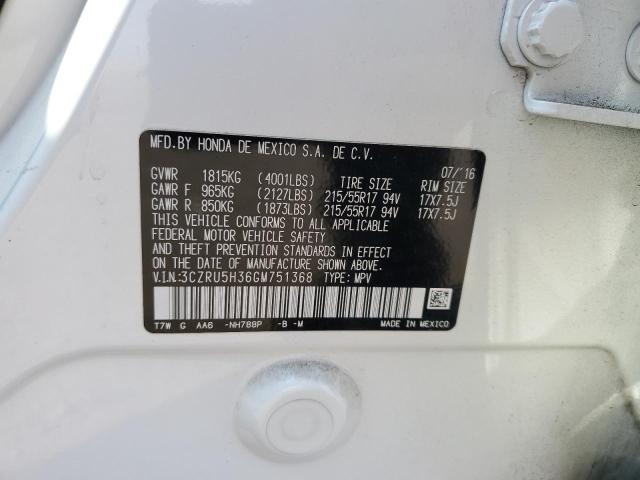 MFD.BY HONDA DE MEXICO S.A. DE C.V.
07/'16
GVWR 1815KG (4001LBS) TIRE SIZE RIM SIZE
GAWR F 965KG (2127LBS) 215/55R17 94V 17X7.5J
GAWR R 850KG (1873LBS) 215/55R17 94V 17X7.5J
THIS VEHICLE CONFORMS TO ALL APPLICABLE
FEDERAL MOTOR VEHICLE SAFETY
AND THEFT PREVENTION STANDARDS IN EFFECT
ON THE DATE OF MANUFACTURE SHOWN ABOVE.
V.I.N.:3CZRU5H36GM751368 TYPE: MPV
T7W G AA6 -NH788P -B -M MADE IN MEXICO